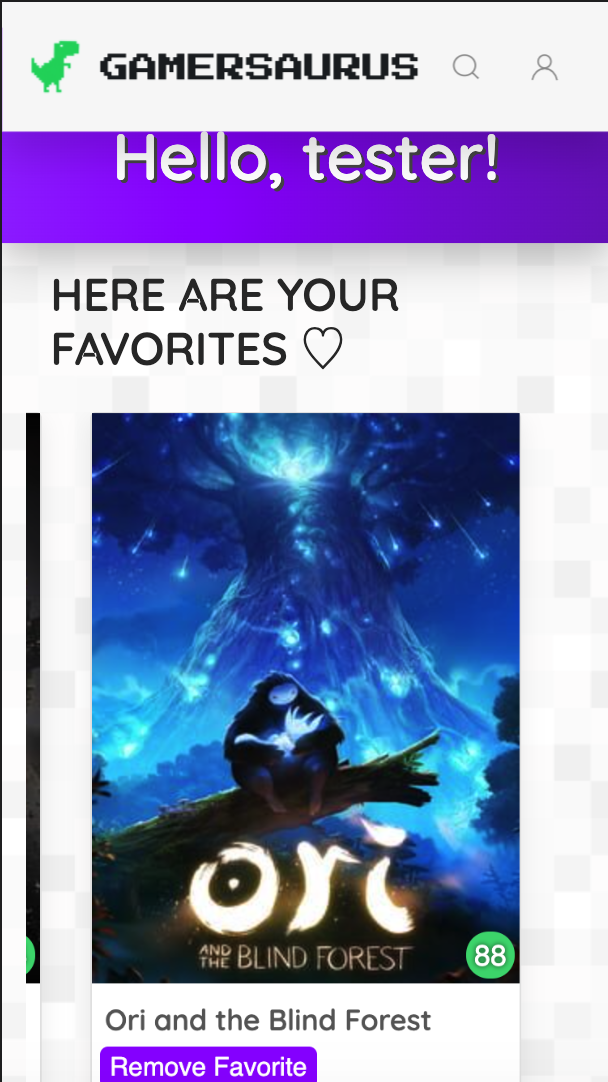 GAMERSAURUS
Hello, tester!
HERE ARE YOUR
FAVORITES ♡
ori
AND THE BLIND FOREST
88
Ori and the Blind Forest
Remove Favorite